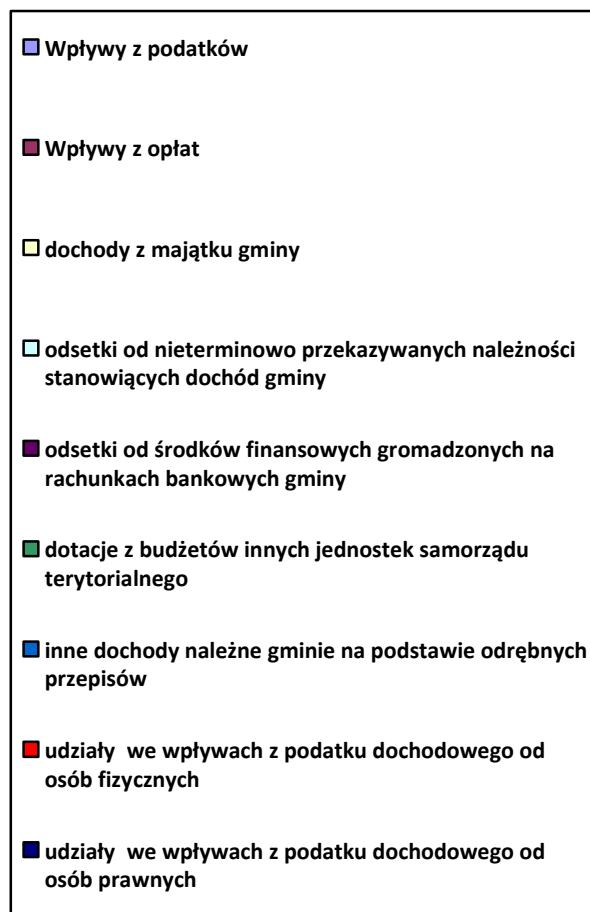 Wpływy z podatków
Wpływy z opłat
dochody z majątku gminy
odsetki od nieterminowo przekazywanych należności
stanowiących dochód gminy
odsetki od środków finansowych gromadzonych na
rachunkach bankowych gminy
dotacje z budżetów innych jednostek samorządu
terytorialnego
inne dochody należne gminie na podstawie odrębnych
przepisów
udziały  we wpływach z podatku dochodowego od
osób fizycznych
udziały  we wpływach z podatku dochodowego od
osób prawnych